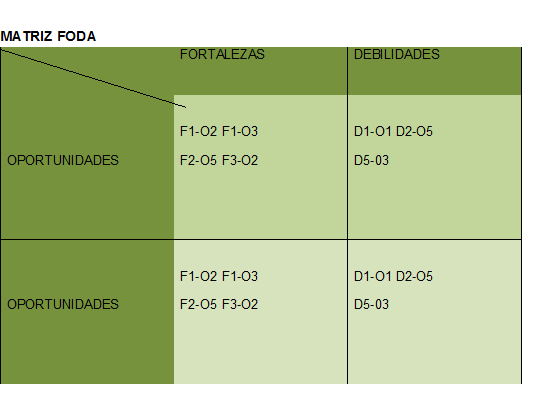 MATRIZ FODA
FORTALEZAS DEBILIDADES
F1-O2 F1-O3 D1-O1 D2-O5
OPORTUNIDADES F2-O5 F3-O2 D5-03
F1-O2 F1-O3 D1-O1 D2-O5
OPORTUNIDADES F2-O5 F3-O2 D5-03